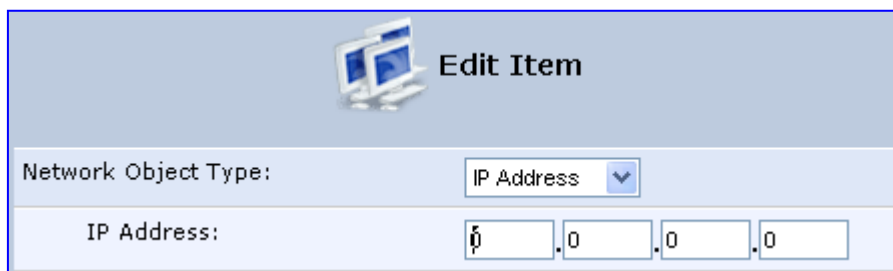 Edit Item
Network Object Type: IP Address
IP Address: 0 .0 .0 .0